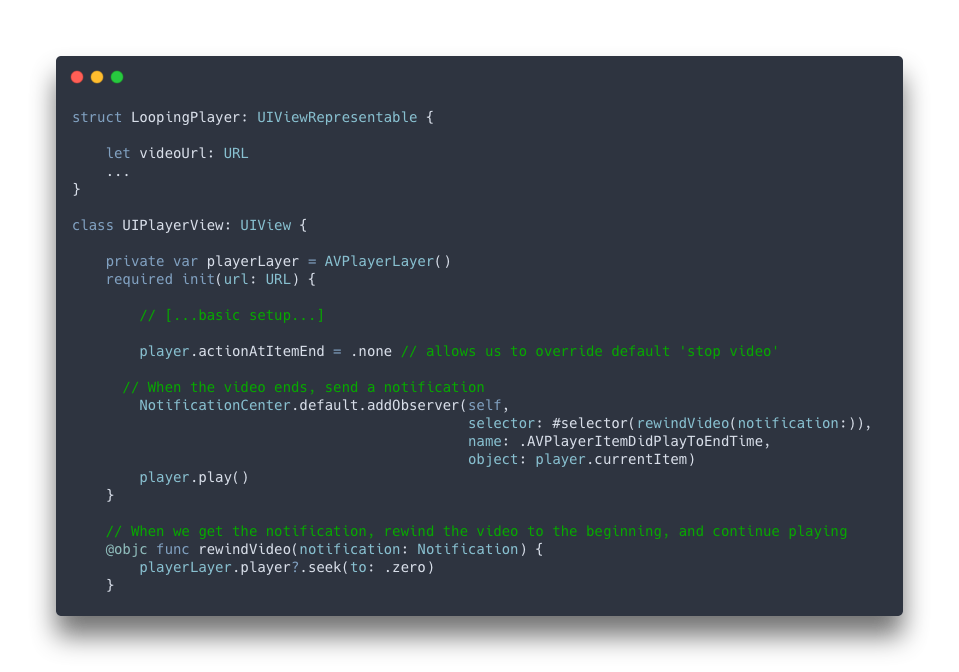 struct LoopingPlayer: UIViewRepresentable {
    let videoUrl: URL
    ...
}
class UIPlayerView: UIView {
    private var playerLayer = AVPlayerLayer()
    required init(url: URL) {
        // [...basic setup...]
        player.actionAtItemEnd = .none // allows us to override default 'stop video'
      // When the video ends, send a notification
        NotificationCenter.default.addObserver(self,
                                               selector: #selector(rewindVideo(notification:)),
                                               name: .AVPlayerItemDidPlayToEndTime,
                                               object: player.currentItem)
        player.play()
    }
    // When we get the notification, rewind the video to the beginning, and continue playing
    @objc func rewindVideo(notification: Notification) {
        playerLayer.player?.seek(to: .zero)
    }